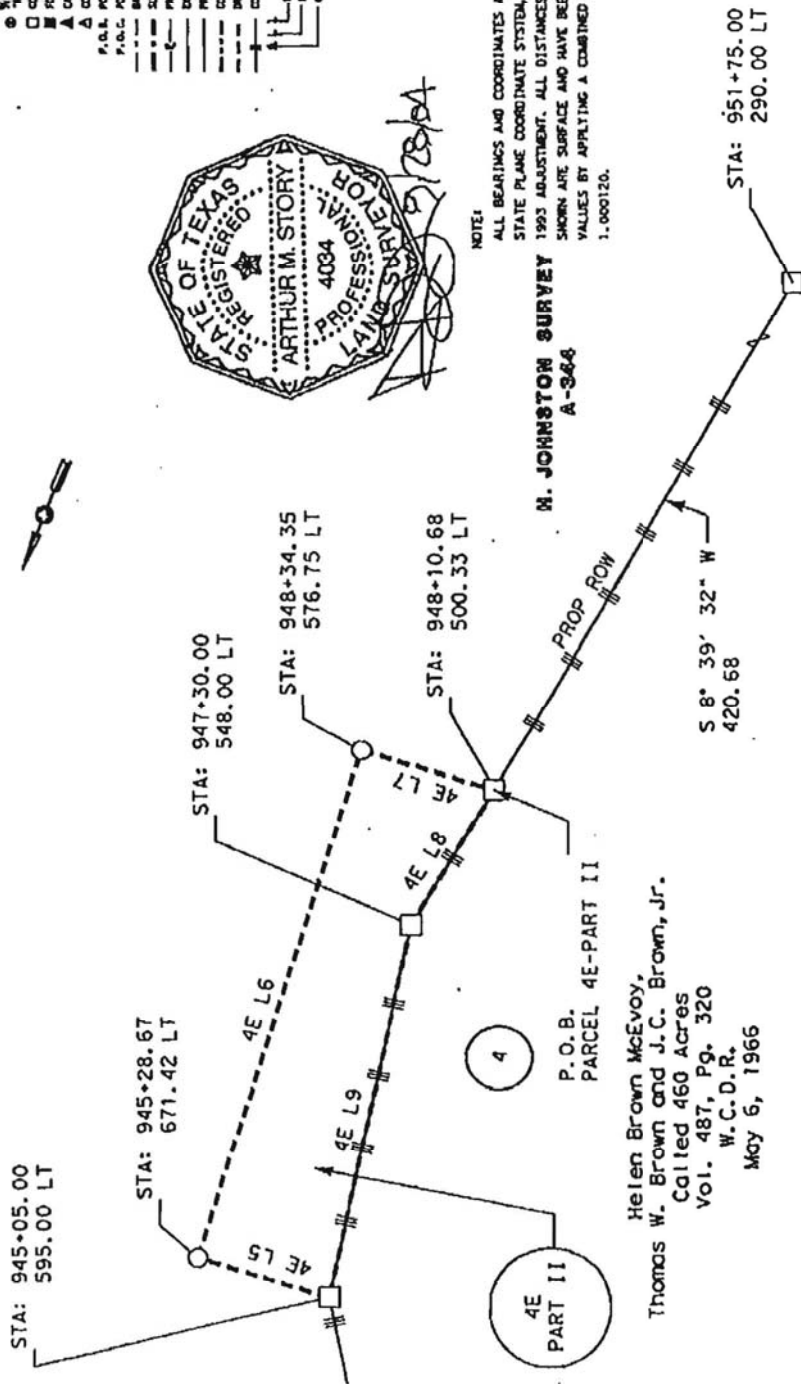 STA: 945+05.00
595.00 LT
STA: 945+28.67
671.42 LT
STA: 947+30.00
548.00 LT
STA: 948+34.35
576.75 LT
STA: 948+10.68
500.33 LT
STA: 951+75.00
290.00 LT
4E L5
4E L6
4E L7
4E L8
4E L9
PROP ROW
S 8° 39' 32" W
420.68
4
P.O.B.
PARCEL 4E-PART II
4E
PART II
Helen Brown McEvoy,
Thomas W. Brown and J.C. Brown, Jr.
Called 460 Acres
Vol. 487, Pg. 320
W.C.D.R.
May 6, 1966
STATE OF TEXAS
REGISTERED
ARTHUR M. STORY
4034
PROFESSIONAL
LAND SURVEYOR
M. JOHNSTON SURVEY
NOTE:
ALL BEARINGS AND COORDINATES
STATE PLANE COORDINATE SYSTEM,
1993 ADJUSTMENT. ALL DISTANCES
SHOWN ARE SURFACE AND HAVE
VALUES BY APPLYING A COMBINED
1.000120.
P.O.B.
P.O.C.